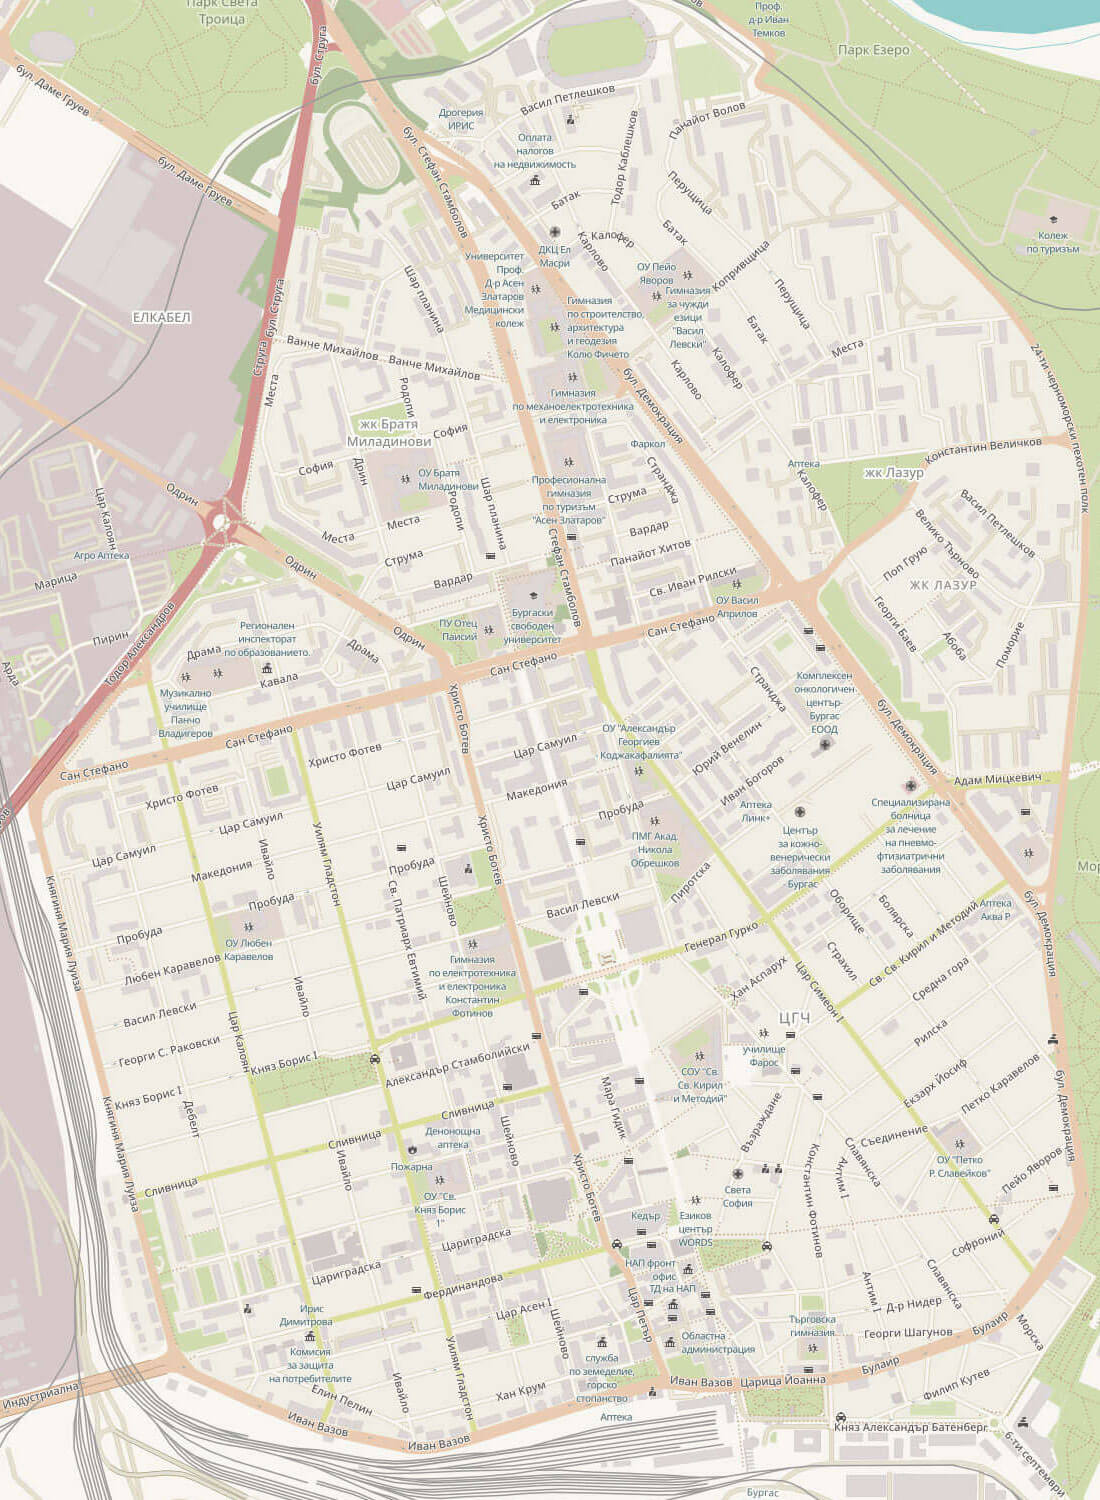 Парк Света
Троица
Проф.
д-р Иван
Темков
бул. Струга
Парк Езеро
бул. Даме Груев
Васил Петлешков
Дрогерия
ИРИС
Панайот Волов
Оплата
налогов
на недвижимость
бул. Стефан Стамболов
Тодор Каблешков
бул. Даме Груев
Перущица
Батак
Колеж
по туризъм
Калофер
Батак
Карлово
ДКЦ Ел
Масри
Университет
Проф.
Д-р Асен
Златаров
Медицински
колеж
ОУ Пейо
Яворов
Копривщица
Гимназия
за чужди
езици
"Васил
Левски"
Шар планина
Гимназия
по строителство,
архитектура
и геодезия
Колю Фичето
Перущица
ЕЛКАБЕЛ
бул. Струга
Батак
Струга
Ванче Михайлов
Ванче Михайлов
Места
Калофер
Карлово
24-ти черноморски пехотен полк
Места
Родопи
бул. Демокрация
Гимназия
по механоелектротехника
и електроника
жк Братя
Миладинови
София
Фаркол
Константин Величков
София
Дрин
ОУ Братя
Миладинови
Аптека
жк Лазур
Калофер
Странджа
Професионална
гимназия
по туризъм
"Асен Златаров"
Одрин
Цар Калоян
Родопи
Шар планина
Струма
Васил Петлешков
Места
Велико Търново
Места
Вардар
Стефан Стамболов
Агро Аптека
Струма
Панайот Хитов
Поп Грую
Марица
Одрин
Вардар
Св. Иван Рилски
ЖК ЛАЗУР
Бургаски
свободен
университет
ОУ Васил
Априлов
Георги Баев
Регионален
инспекторат
по образованието.
Пирин
Тодор Александров
Одрин
ПУ Отец
Паисий
Сан Стефано
Абоба
Поморие
Арда
Драма
Драма
Сан Стефано
Кавала
Музикално
училище
Панчо
Владигеров
Христо Ботев
Странджа
Комплексен
онкологичен
център-
Бургас
ЕООД
бул. Демокрация
Сан Стефано
ОУ "Александър
Георгиев
Коджакафалията"
Христо Фотев
Цар Самуил
Юрий Венелин
Сан Стефано
Цар Самуил
Македония
Иван Богоров
Адам Мицкевич
Христо Фотев
Пробуда
Аптека
Линк+
Специализирана
болница
за лечение
на пневмо-
фтизиатрични
заболявания
Цар Самуил
Уилям Гладстон
Христо Ботев
ПМГ Акад.
Никола
Обрешков
Център
за кожно-
венерически
заболявания
Бургас
Цар Самуил
Ивайло
Македония
Пробуда
Пиротска
Княгиня Мария Луиза
Св. Патриарх Евтимий
Шейново
Пробуда
Васил Левски
Оборище
Болярска
Аптека
Аква Р
бул. Демокрация
Пробуда
ОУ Любен
Каравелов
Генерал Гурко
Св. Св. Кирил и Методий
Гимназия
по електротехника
и електроника
Константин
Фотинов
Любен Каравелов
Страхил
Хан Аспарух
Цар Симеон I
Средна гора
Ивайло
Васил Левски
ЦГЧ
Рилска
Цар Калоян
Георги С. Раковски
училище
Фарос
Александър Стамболийски
Княз Борис I
СОУ "Св.
Св. Кирил
и Методий"
Екзарх Йосиф
Петко Каравелов
Княз Борис I
Мара Гидик
Възраждане
Сливница
Дебелт
Шейново
бул. Демокрация
Княгиня Мария Луиза
Денонощна
аптека
Сливница
Съединение
Славянска
ОУ "Петко
Р. Славейков"
Пожарна
Христо Ботев
Антим I
Константин Фотинов
Пейо Яворов
Сливница
Ивайло
ОУ "Св.
Княз Борис
I"
Света
София
Кедър
Езиков
център
WORDS
Цариградска
Софроний
НАП фронт
офис
ТД на НАП
Цариградска
Славянска
Антим I
Фердинандова
Цар Петър
Д-р Нидер
Ирис
Димитрова
Цар Асен I
Шейново
Областна
администрация
Търговска
гимназия
Георги Шагунов
Булаир
Морска
Комисия
за защита
на потребителите
служба
по земеделие,
горско
стопанство
Уилям Гладстон
Булаир
Иван Вазов
Царица Йоанна
Индустриална
Елин Пелин
Ивайло
Хан Крум
Филип Кутев
Аптека
Иван Вазов
Княз Александър Батенберг
Иван Вазов
6-ти септември
Бургас